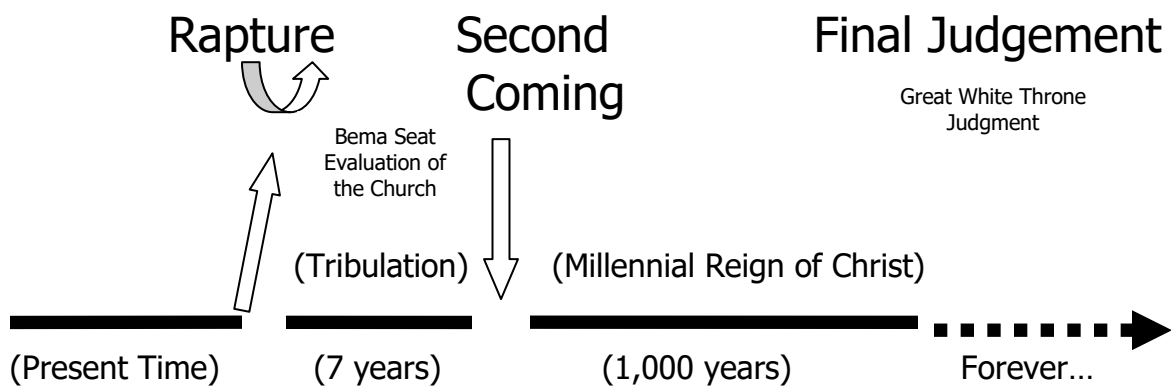 Rapture
Second
Coming
Final Judgement
Great White Throne
Judgment
Bema Seat
Evaluation of
the Church
(Tribulation)
(Millennial Reign of Christ)
(Present Time)
(7 years)
(1,000 years)
Forever...